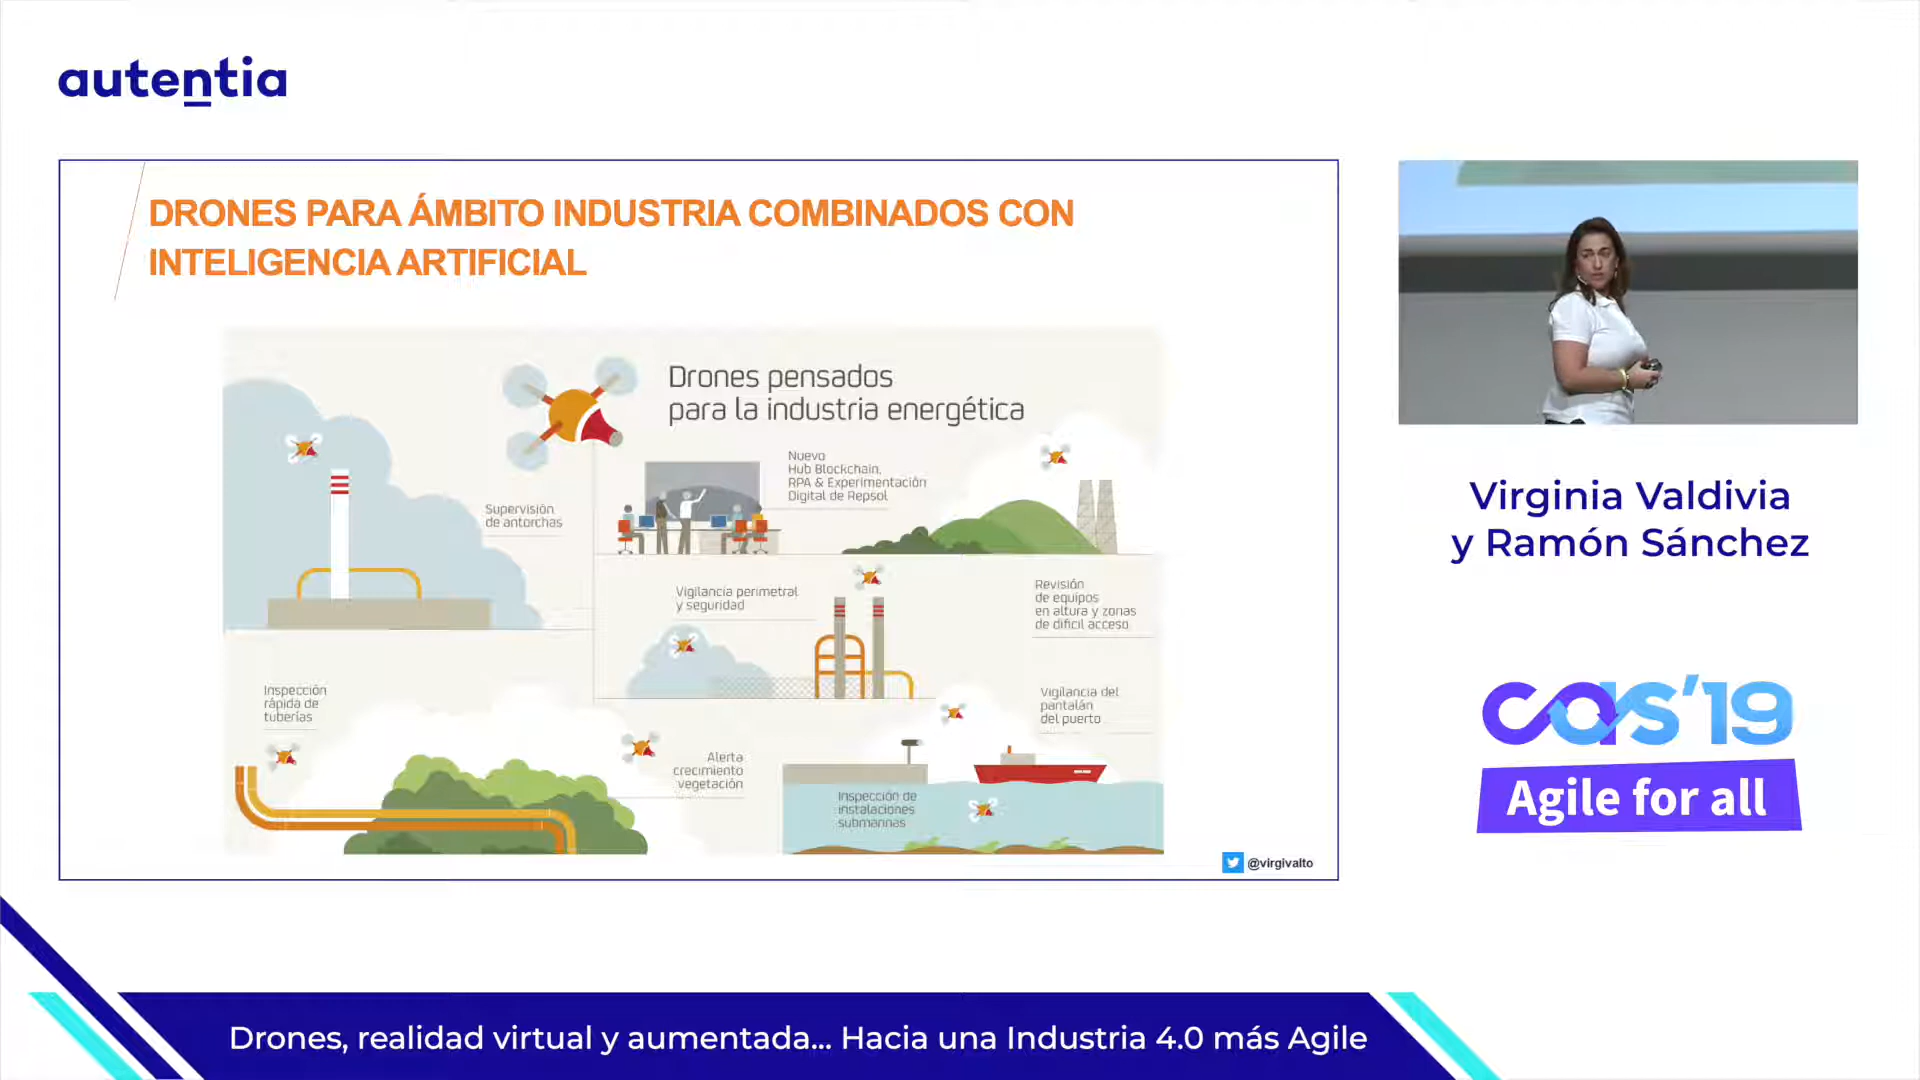 autentia
DRONES PARA ÁMBITO INDUSTRIA COMBINADOS CON
INTELIGENCIA ARTIFICIAL
Drones pensados
para la industria energética
Nuevo
Hub Blockchain,
RPA & Experimentación
Digital de Repsol
Supervisión
de antorchas
Vigilancia perimetral
y seguridad
Revisión
de equipos
en altura y zonas
de difícil acceso
Inspección
rápida de
tuberías
Vigilancia del
pantalán
del puerto
Alerta
crecimiento
vegetación
Inspección de
instalaciones
submarinas
@virgivalto
Virginia Valdivia
y Ramón Sánchez
cas'19
Agile for all
Drones, realidad virtual y aumentada... Hacia una Industria 4.0 más Agile